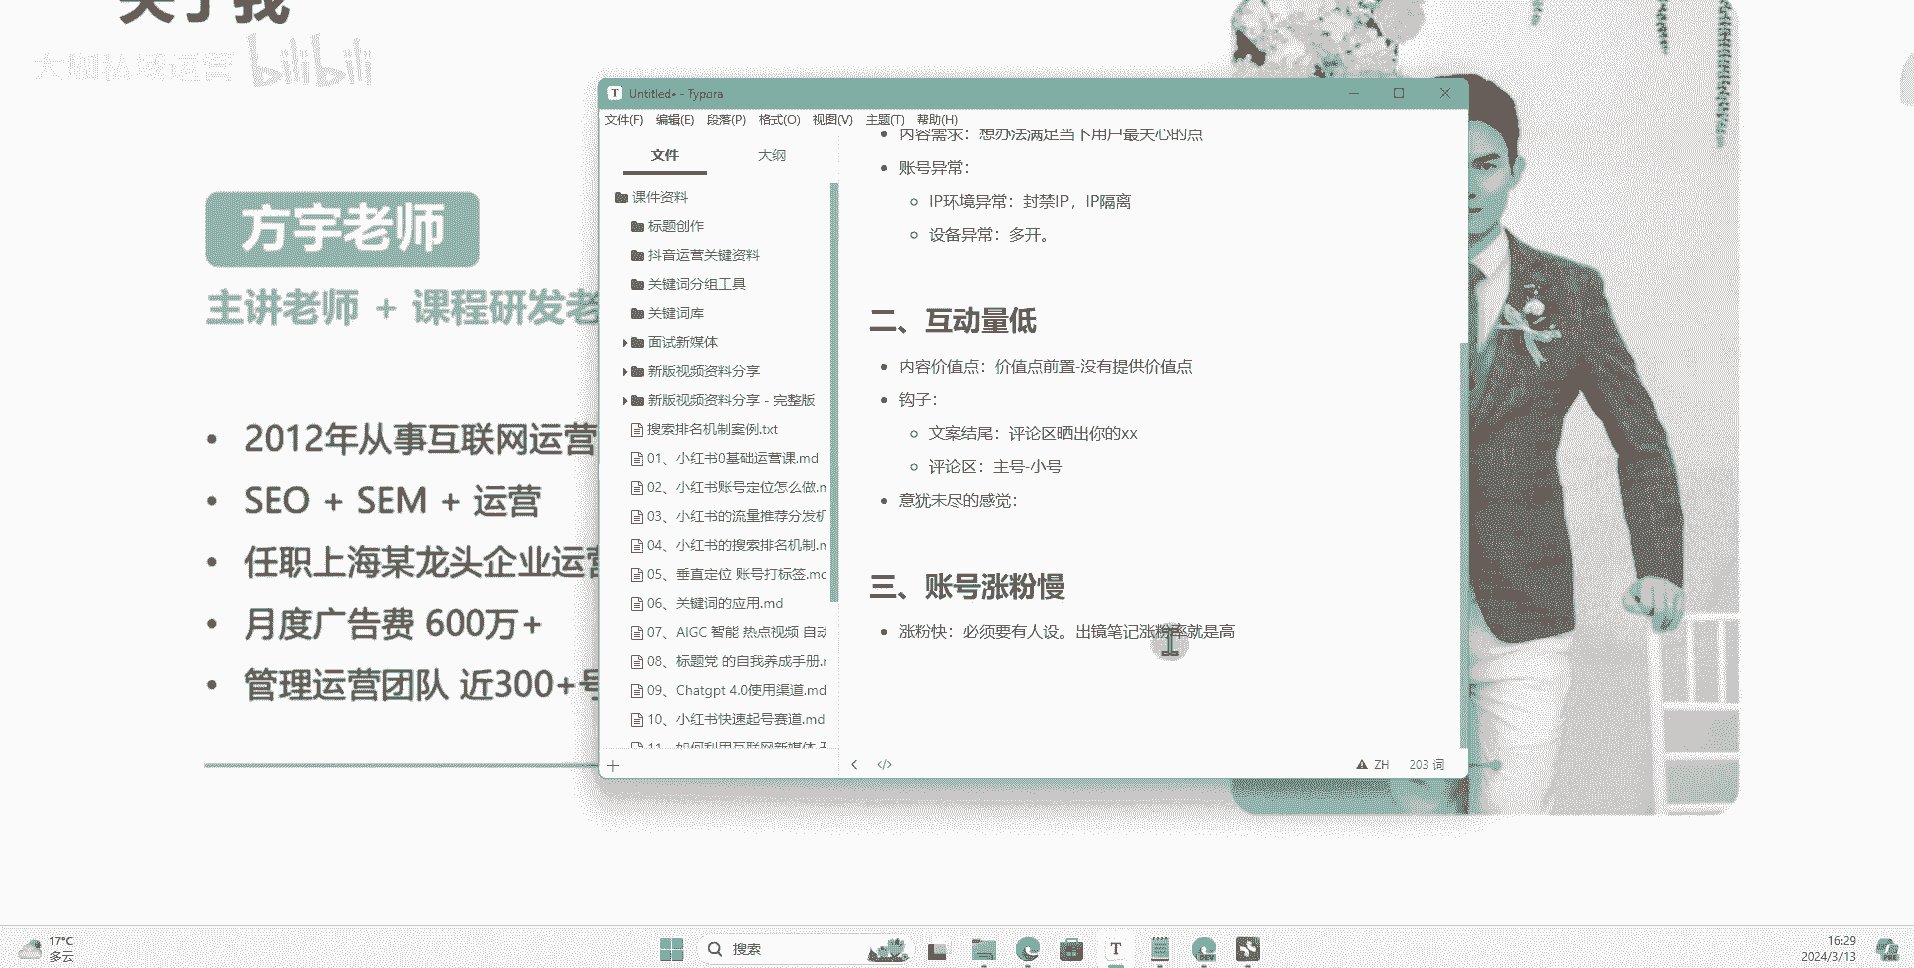 关于我
大脚私域运营 bilibili
方宇老师
主讲老师 + 课程研发老
2012年从事互联网运营
SEO + SEM + 运营
任职上海某龙头企业运营
月度广告费 600万+
管理运营团队 近300+号
Untitled• - Typora
文件(F) 编辑(E) 段落(P) 格式(O) 视图(V) 主题(T) 帮助(H)
文件 大纲
课件资料
标题创作
抖音运营关键资料
关键词分组工具
关键词库
面试新媒体
新版视频资料分享
新版视频资料分享 - 完整版
搜索排名机制案例.txt
01、小红书0基础运营课.md
02、小红书账号定位怎么做.m
03、小红书的流量推荐分发机
04、小红书的搜索排名机制.m
05、垂直定位 账号打标签.mc
06、关键词的应用.md
07、AIGC 智能 热点视频 自动
08、标题党 的自我养成手册.r
09、Chatgpt 4.0使用渠道.md
10、小红书快速起号赛道.md
11、如何利用互联网新媒体
内容需求：想办法满足当下用户最关心的点
账号异常：
IP环境异常：封禁IP，IP隔离
设备异常：多开。
二、互动量低
内容价值点：价值点前置-没有提供价值点
钩子：
文案结尾：评论区晒出你的xx
评论区：主号-小号
意犹未尽的感觉：
三、账号涨粉慢
涨粉快：必须要有人设。出镜笔记涨粉率就是高
ZH 203 词
17°C
多云
搜索
16:29
2024/3/13